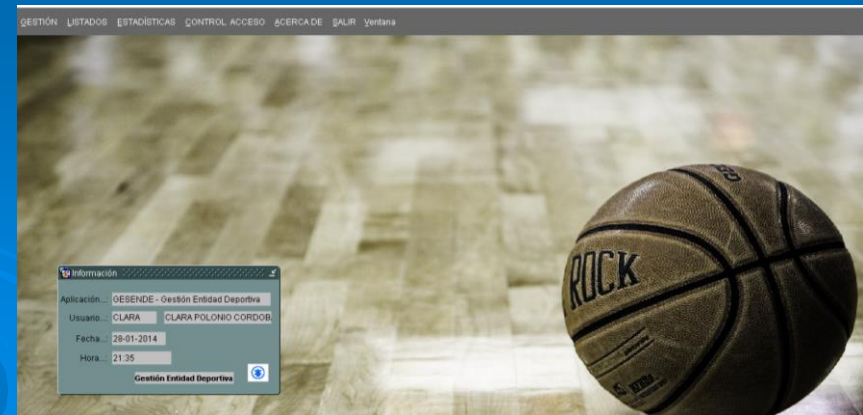 GESTIÓN LISTADOS ESTADÍSTICAS CONTROL ACCESO ACERCA DE SALIR Ventana
ROCK
Información
Aplicación...: GESENDE - Gestión Entidad Deportiva
Usuario...: CLARA CLARA POLONIO CORDOB
Fecha...: 28-01-2014
Hora...: 21:35
Gestión Entidad Deportiva